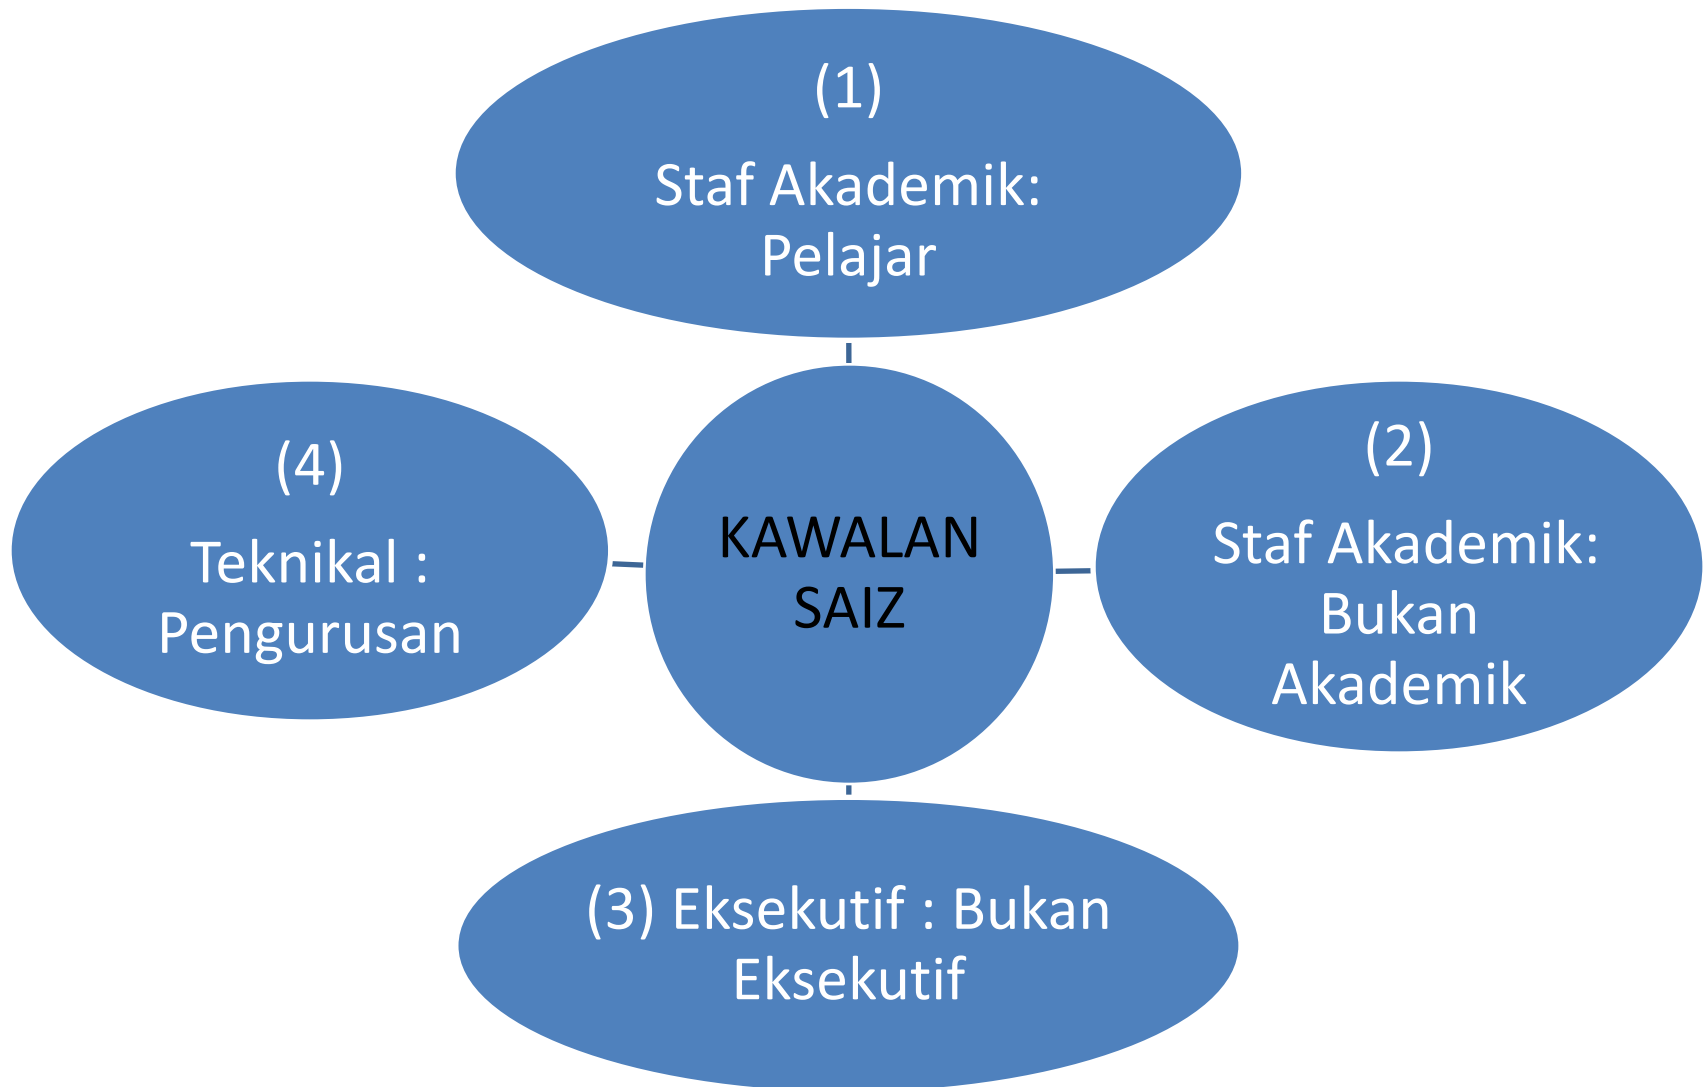 (1)
Staf Akademik:
Pelajar
(2)
Staf Akademik:
Bukan
Akademik
(3) Eksekutif : Bukan
Eksekutif
(4)
Teknikal :
Pengurusan
KAWALAN
SAIZ